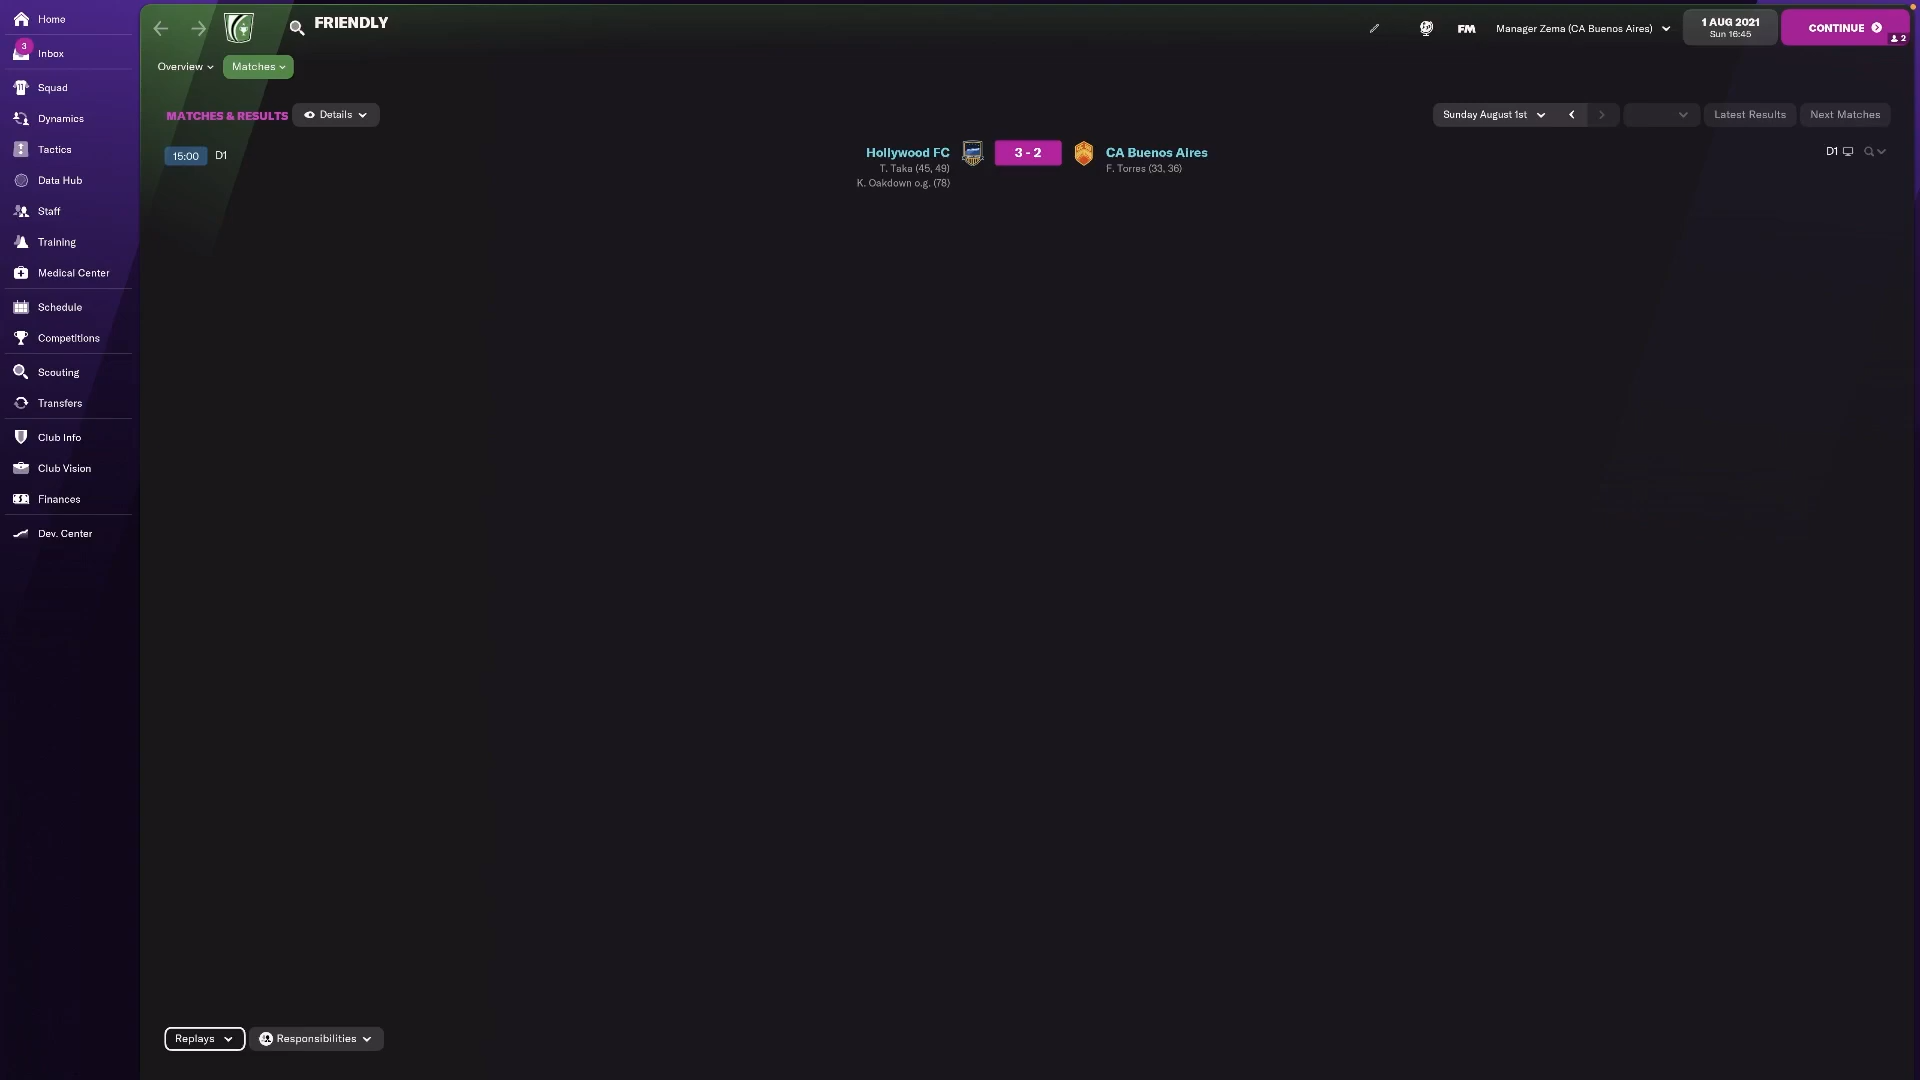 Home
3
Inbox
Squad
Dynamics
Tactics
Data Hub
Staff
Training
Medical Center
Schedule
Competitions
Scouting
Transfers
Club Info
Club Vision
Finances
Dev. Center
FRIENDLY
FM
Manager Zema (CA Buenos Aires)
1 AUG 2021
Sun 16:45
CONTINUE
2
Overview
Matches
MATCHES & RESULTS
Details
Sunday August 1st
Latest Results
Next Matches
15:00 D1
Hollywood FC 3 - 2 CA Buenos Aires
D1
T. Taka (45, 49)
F. Torres (33, 36)
K. Oakdown o.g. (78)
Replays
Responsibilities